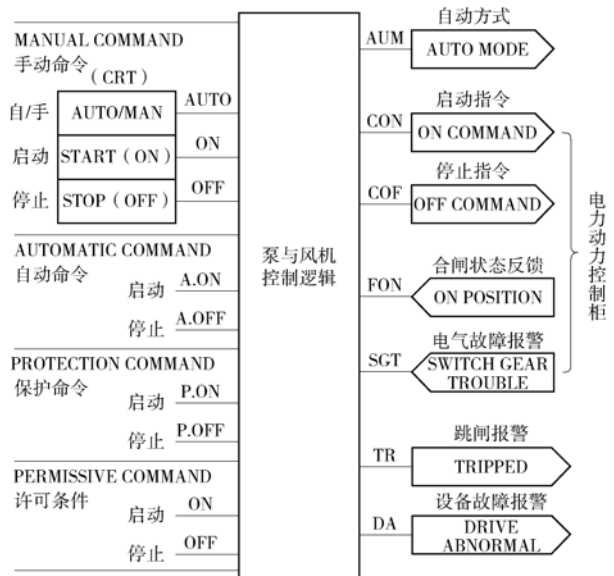 MANUAL COMMAND
手动命令
（CRT）
自/手 AUTO/MAN AUTO
启动 START（ON） ON
停止 STOP（OFF） OFF
AUTOMATIC COMMAND
自动命令
启动 A.ON
停止 A.OFF
PROTECTION COMMAND
保护命令
启动 P.ON
停止 P.OFF
PERMISSIVE COMMAND
许可条件
启动 ON
停止 OFF
泵与风机
控制逻辑
自动方式
AUM AUTO MODE
启动指令
CON ON COMMAND
停止指令
COF OFF COMMAND
合闸状态反馈
FON ON POSITION
电气故障报警
SGT SWITCH GEAR
TROUBLE
跳闸报警
TR TRIPPED
设备故障报警
DA DRIVE
ABNORMAL
电力动力控制柜